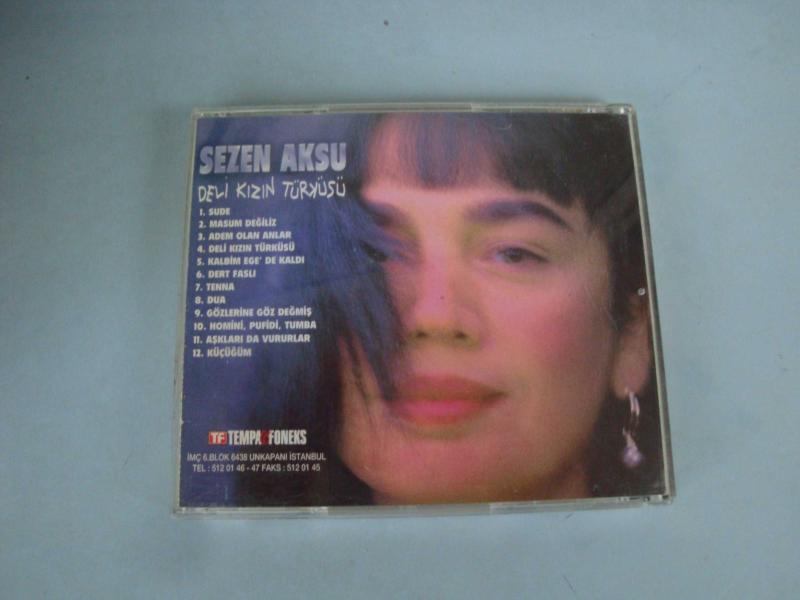 SEZEN AKSU
DELİ KIZIN TÜRKÜSÜ
1. SUDE
2. MASUM DEĞİLİZ
3. ADEM OLAN ANLAR
4. DELİ KIZIN TÜRKÜSÜ
5. KALBİM EGE' DE KALDI
6. DERT FASLI
7. TENNA
8. DUA
9. GÖZLERİNE GÖZ DEĞMİŞ
10. HOMİNİ, PUFİDİ, TUMBA
11. AŞKLARI DA VURURLAR
12. KÜÇÜĞÜM
TF TEMPA & FONEKS
İMÇ 6.BLOK 6438 UNKAPANI İSTANBUL
TEL : 512 01 46 - 47 FAKS : 512 01 45